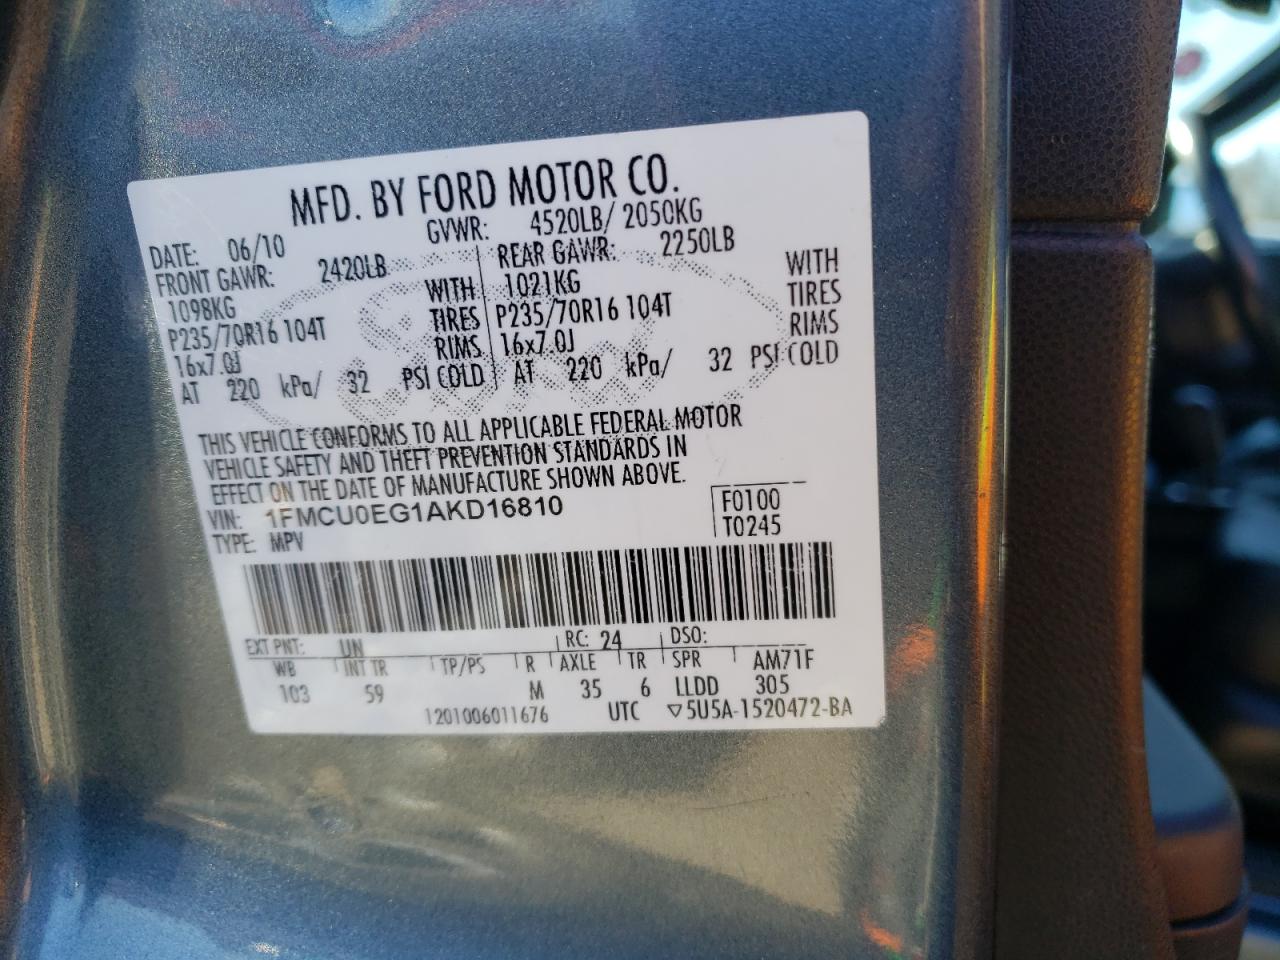 MFD. BY FORD MOTOR CO.
DATE: 06/10 GVWR: 4520LB/ 2050KG
FRONT GAWR: 2420LB REAR GAWR: 2250LB
1098KG WITH 1021KG WITH
P235/70R16 104T TIRES P235/70R16 104T TIRES
16x7.0J RIMS 16x7.0J RIMS
AT 220 kPa/ 32 PSI COLD AT 220 kPa/ 32 PSI COLD
THIS VEHICLE CONFORMS TO ALL APPLICABLE FEDERAL MOTOR
VEHICLE SAFETY AND THEFT PREVENTION STANDARDS IN
EFFECT ON THE DATE OF MANUFACTURE SHOWN ABOVE.
VIN: 1FMCU0EG1AKD16810 F0100
TYPE: MPV T0245
EXT PNT: UN RC: 24 DSO:
WB INT TR TP/PS R AXLE TR SPR AM71F
103 59 M 35 6 LLDD 305
1201006011676 UTC ▽5U5A-1520472-BA